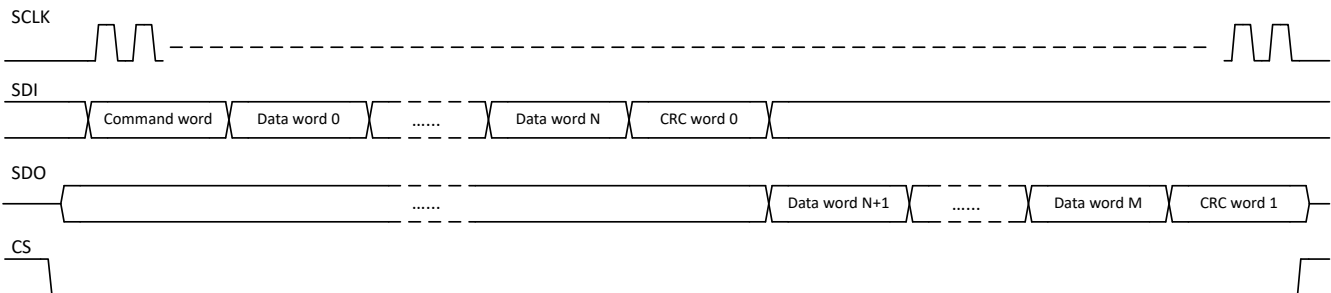 SCLK
SDI
Command word Data word 0 ...... Data word N CRC word 0
SDO
...... Data word N+1 ...... Data word M CRC word 1
CS